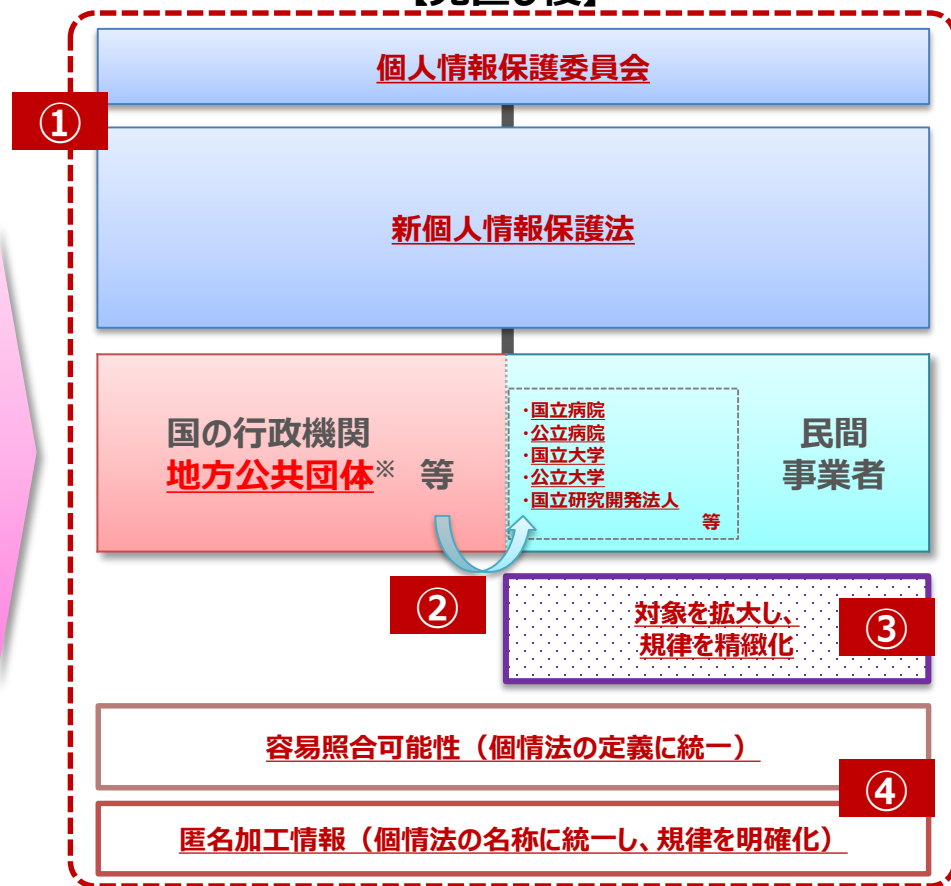 個人情報保護委員会
①
新個人情報保護法
国の行政機関
地方公共団体※ 等
・国立病院
・公立病院
・国立大学
・公立大学
・国立研究開発法人
等
民間
事業者
②
対象を拡大し、
規律を精緻化
③
容易照合可能性（個情法の定義に統一）
④
匿名加工情報（個情法の名称に統一し、規律を明確化）